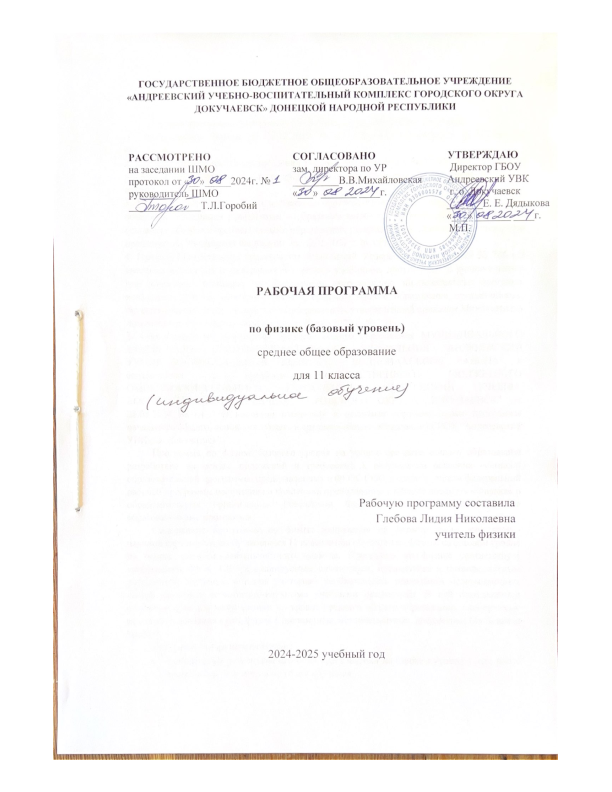 ГОСУДАРСТВЕННОЕ БЮДЖЕТНОЕ ОБЩЕОБРАЗОВАТЕЛЬНОЕ УЧРЕЖДЕНИЕ
«АНДРЕЕВСКИЙ УЧЕБНО-ВОСПИТАТЕЛЬНЫЙ КОМПЛЕКС ГОРОДСКОГО ОКРУГА
ДОКУЧАЕВСК» ДОНЕЦКОЙ НАРОДНОЙ РЕСПУБЛИКИ
РАССМОТРЕНО
на заседании ШМО
протокол от «30» 08 2024г. № 1
руководитель ШМО
Т.Л.Горобий
СОГЛАСОВАНО
зам. директора по УР
В.В.Михайловская
«30» 08 2024 г.
УТВЕРЖДАЮ
Директор ГБОУ
Андреевский УВК
г. о. Докучаевск
Е. Е. Дядыкова
«30» 08 2024 г.
М.П.
РАБОЧАЯ ПРОГРАММА
по физике (базовый уровень)
среднее общее образование
для 11 класса
(индивидуальное обучение)
Рабочую программу составила
Глебова Лидия Николаевна
учитель физики
2024-2025 учебный год